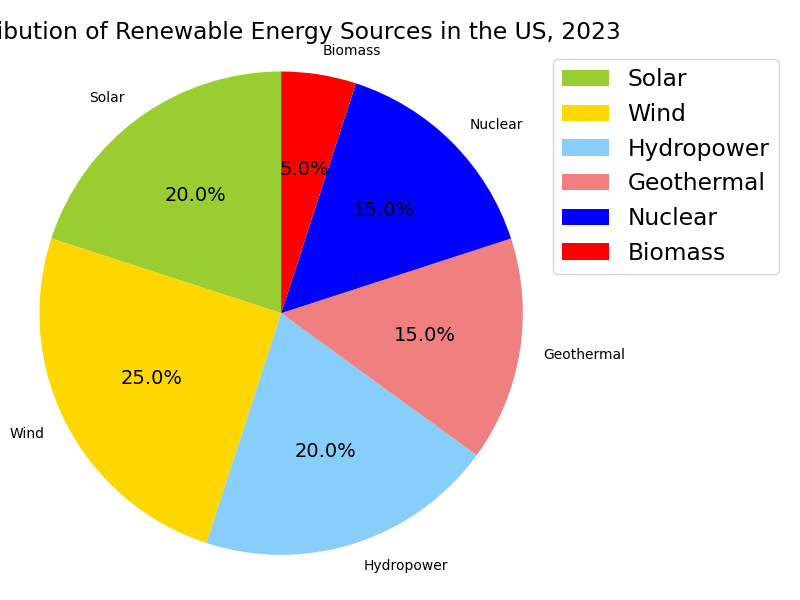 ibution of Renewable Energy Sources in the US, 2023
Biomass
Solar
Nuclear
5.0%
20.0%
15.0%
15.0%
25.0%
20.0%
Geothermal
Wind
Hydropower
Solar
Wind
Hydropower
Geothermal
Nuclear
Biomass